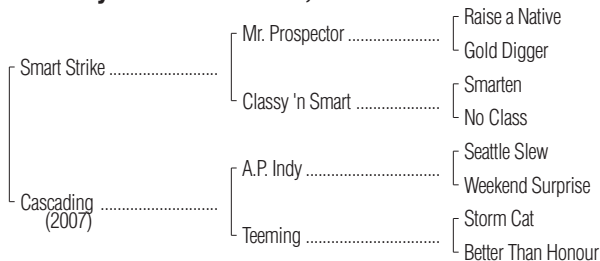 Mr. Prospector
Raise a Native
Gold Digger
Smart Strike
Classy 'n Smart
Smarten
No Class
A.P. Indy
Seattle Slew
Weekend Surprise
Cascading
(2007)
Teeming
Storm Cat
Better Than Honour